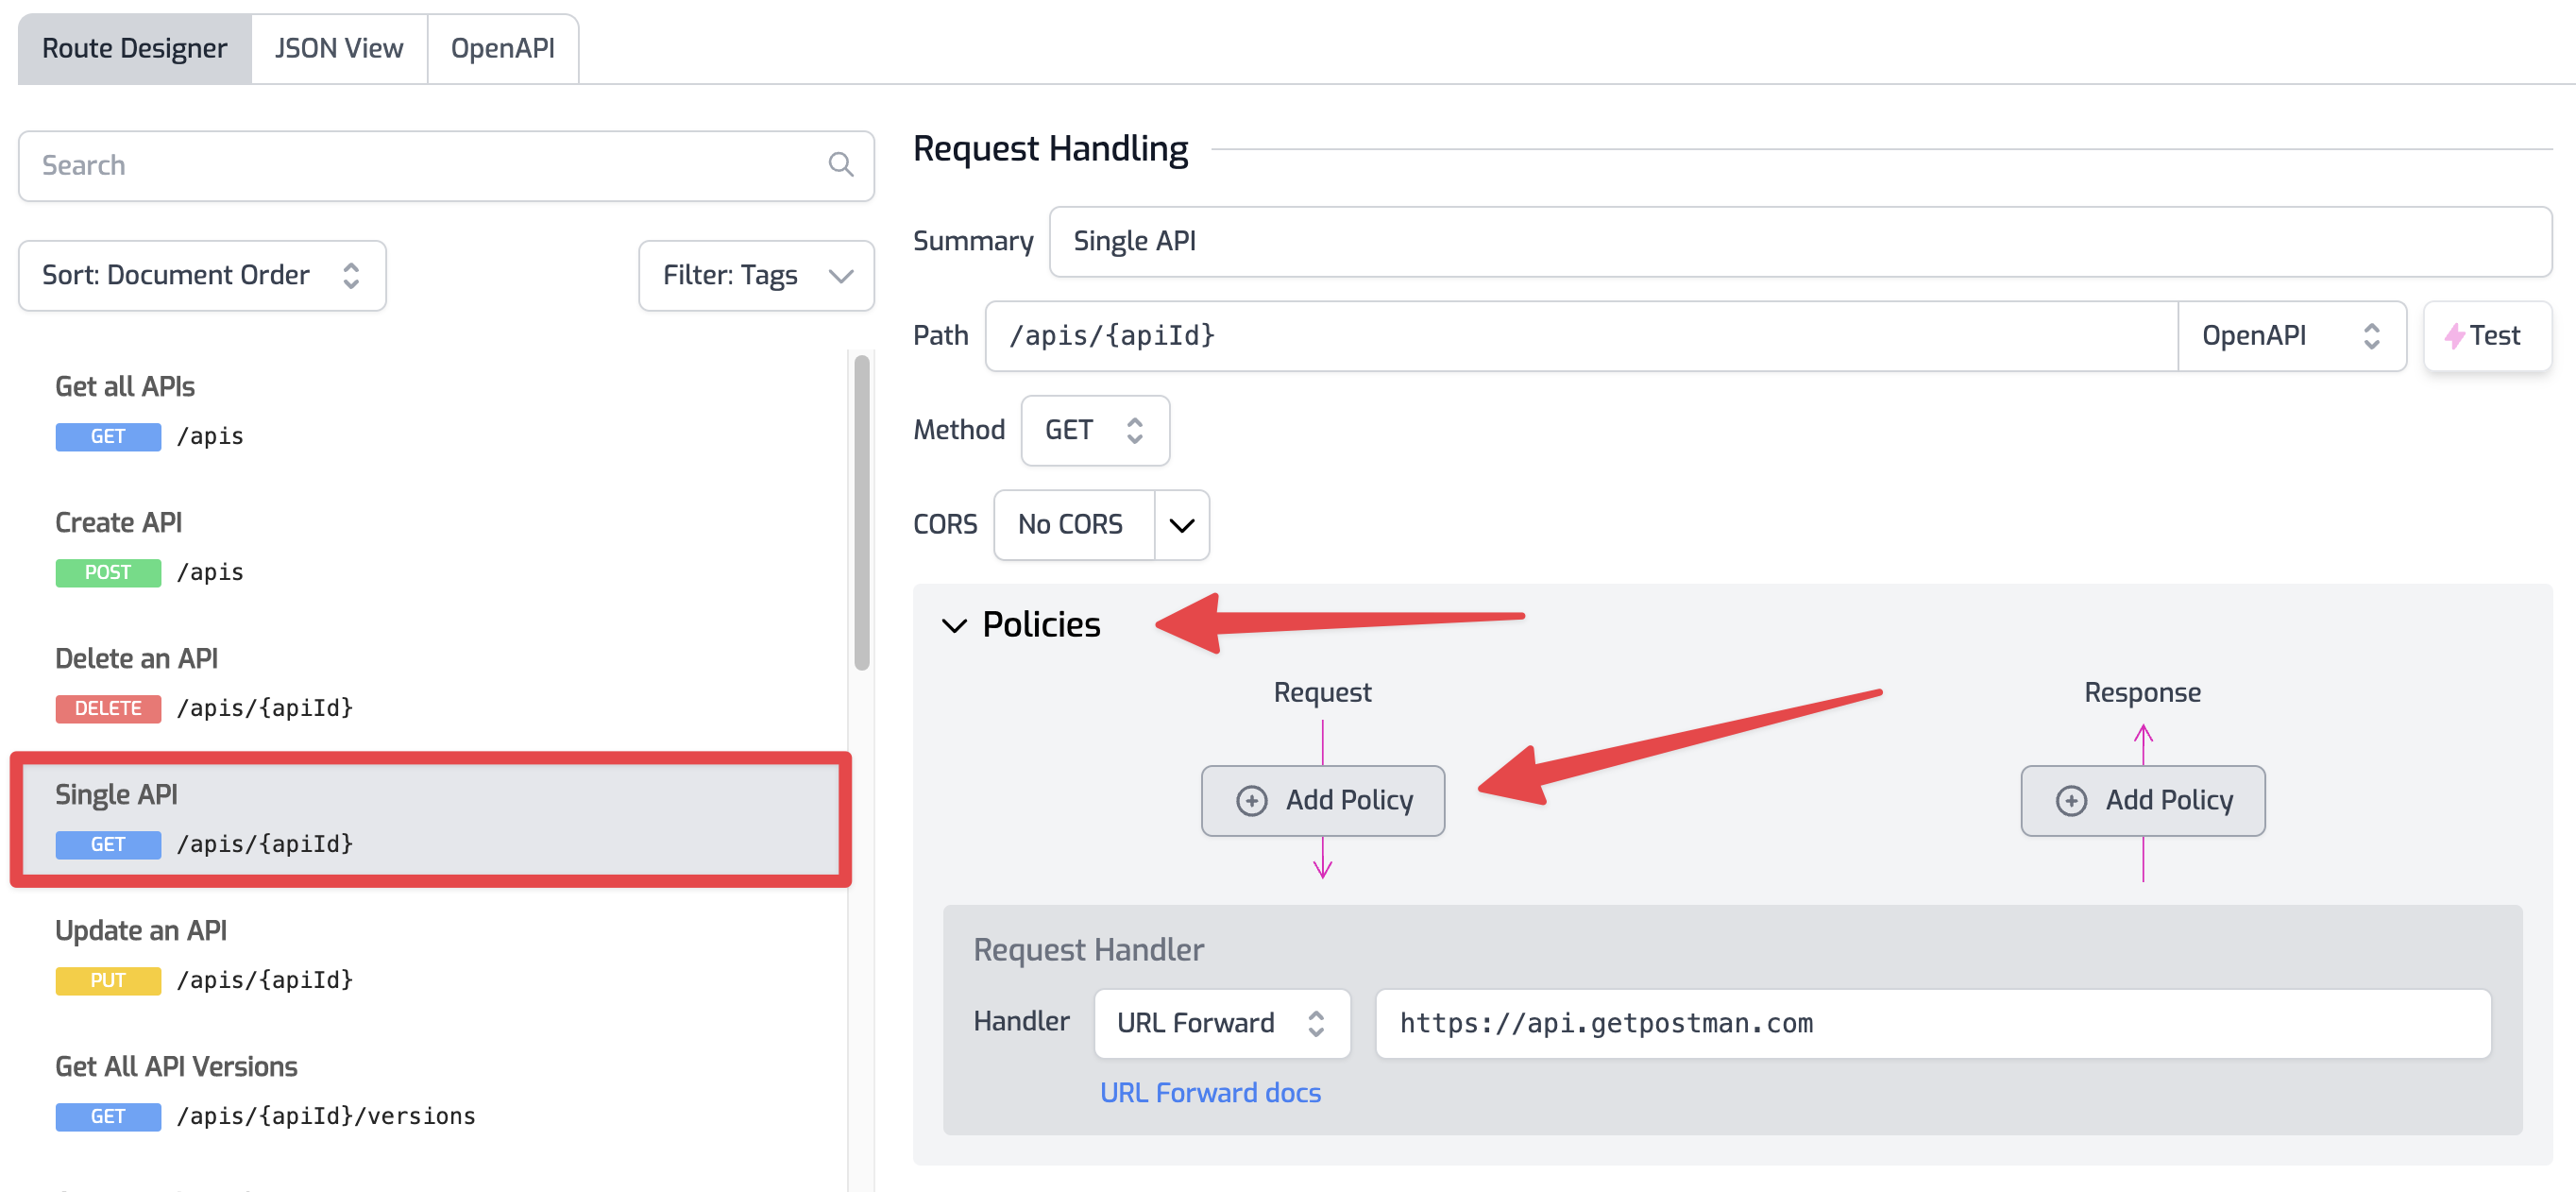 Route Designer
JSON View
OpenAPI
Search
Sort: Document Order
Filter: Tags
Get all APIs
GET /apis
Create API
POST /apis
Delete an API
DELETE /apis/{apiId}
Single API
GET /apis/{apiId}
Update an API
PUT /apis/{apiId}
Get All API Versions
GET /apis/{apiId}/versions
Request Handling
Summary Single API
Path /apis/{apiId} OpenAPI Test
Method GET
CORS No CORS
Policies
Request
Response
Add Policy
Add Policy
Request Handler
Handler URL Forward https://api.getpostman.com
URL Forward docs